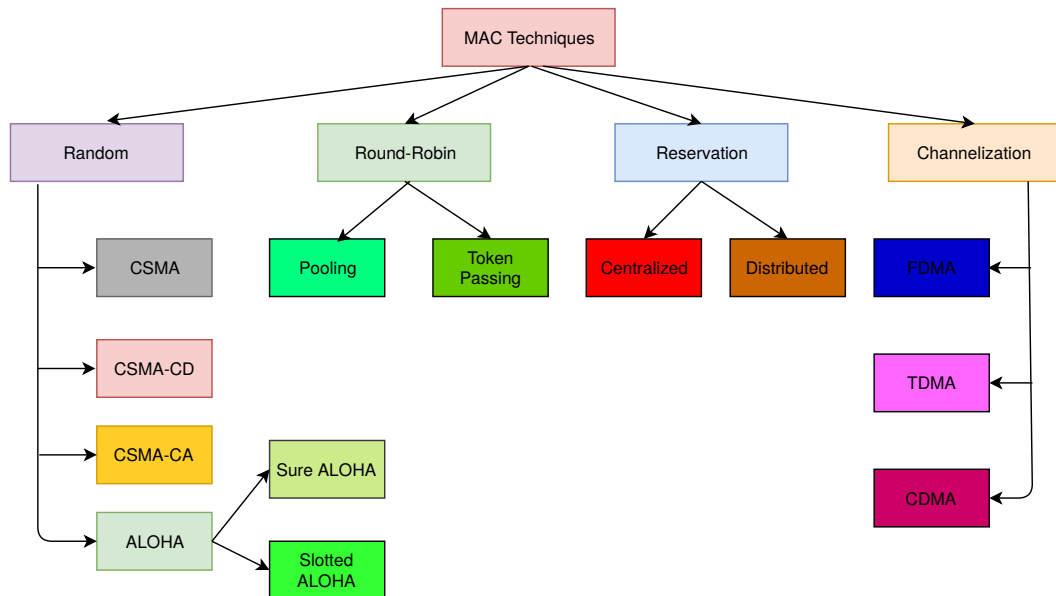 MAC Techniques
Random
Round-Robin
Reservation
Channelization
CSMA
Pooling
Token
Passing
Centralized
Distributed
FDMA
CSMA-CD
TDMA
CSMA-CA
Sure ALOHA
CDMA
ALOHA
Slotted
ALOHA